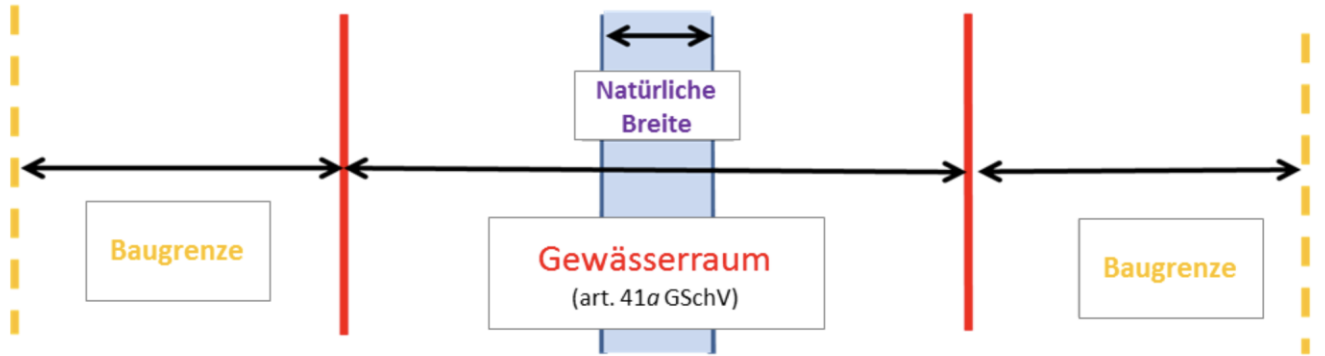 Natürliche
Breite
Baugrenze
Gewässerraum
(art. 41a GSchV)
Baugrenze